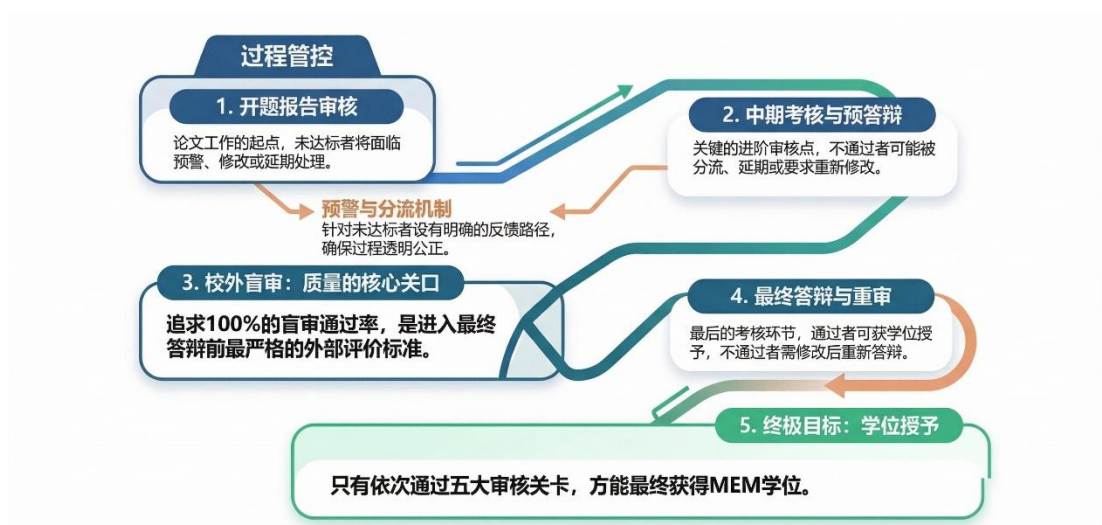 过程管控
1. 开题报告审核
论文工作的起点，未达标者将面临
预警、修改或延期处理。
2. 中期考核与预答辩
关键的进阶审核点，不通过者可能被
分流、延期或要求重新修改。
预警与分流机制
针对未达标者设有明确的反馈路径，
确保过程透明公正。
3. 校外盲审：质量的核心关口
追求100%的盲审通过率，是进入最终
答辩前最严格的外部评价标准。
4. 最终答辩与重审
最后的考核环节，通过者可获学位授
予，不通过者需修改后重新答辩。
5. 终极目标：学位授予
只有依次通过五大审核关卡，方能最终获得MEM学位。